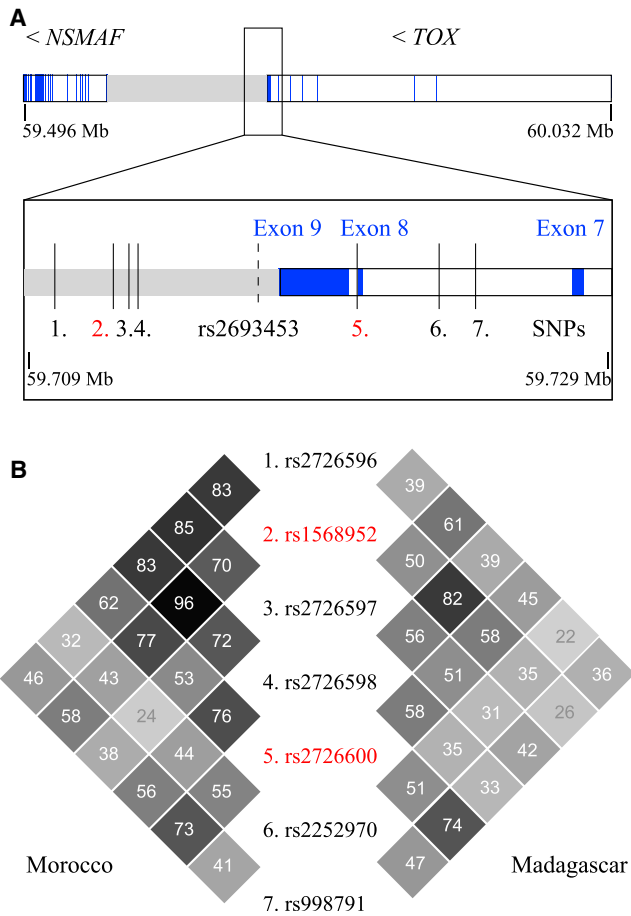 A
< NSMAF
< TOX
59.496 Mb
60.032 Mb
Exon 9
Exon 8
Exon 7
1.
2.
3.
4.
rs2693453
5.
6.
7.
SNPs
59.709 Mb
59.729 Mb
B
1. rs2726596
2. rs1568952
3. rs2726597
4. rs2726598
5. rs2726600
6. rs2252970
7. rs998791
83
85
83
70
62
96
32
77
72
46
43
53
58
24
76
38
44
56
55
73
41
Morocco
39
61
50
39
82
45
56
58
22
51
35
36
58
31
26
35
42
51
33
74
47
Madagascar